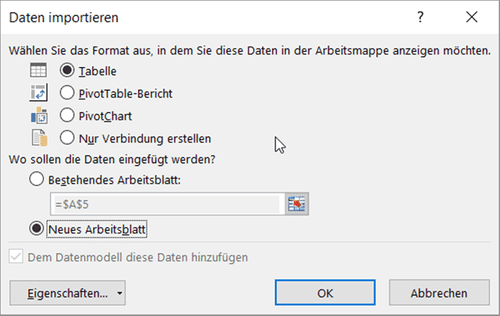 Daten importieren
Wählen Sie das Format aus, in dem Sie diese Daten in der Arbeitsmappe anzeigen möchten.
Tabelle
PivotTable-Bericht
PivotChart
Nur Verbindung erstellen
Wo sollen die Daten eingefügt werden?
Bestehendes Arbeitsblatt:
=$A$5
Neues Arbeitsblatt
Dem Datenmodell diese Daten hinzufügen
Eigenschaften... OK Abbrechen